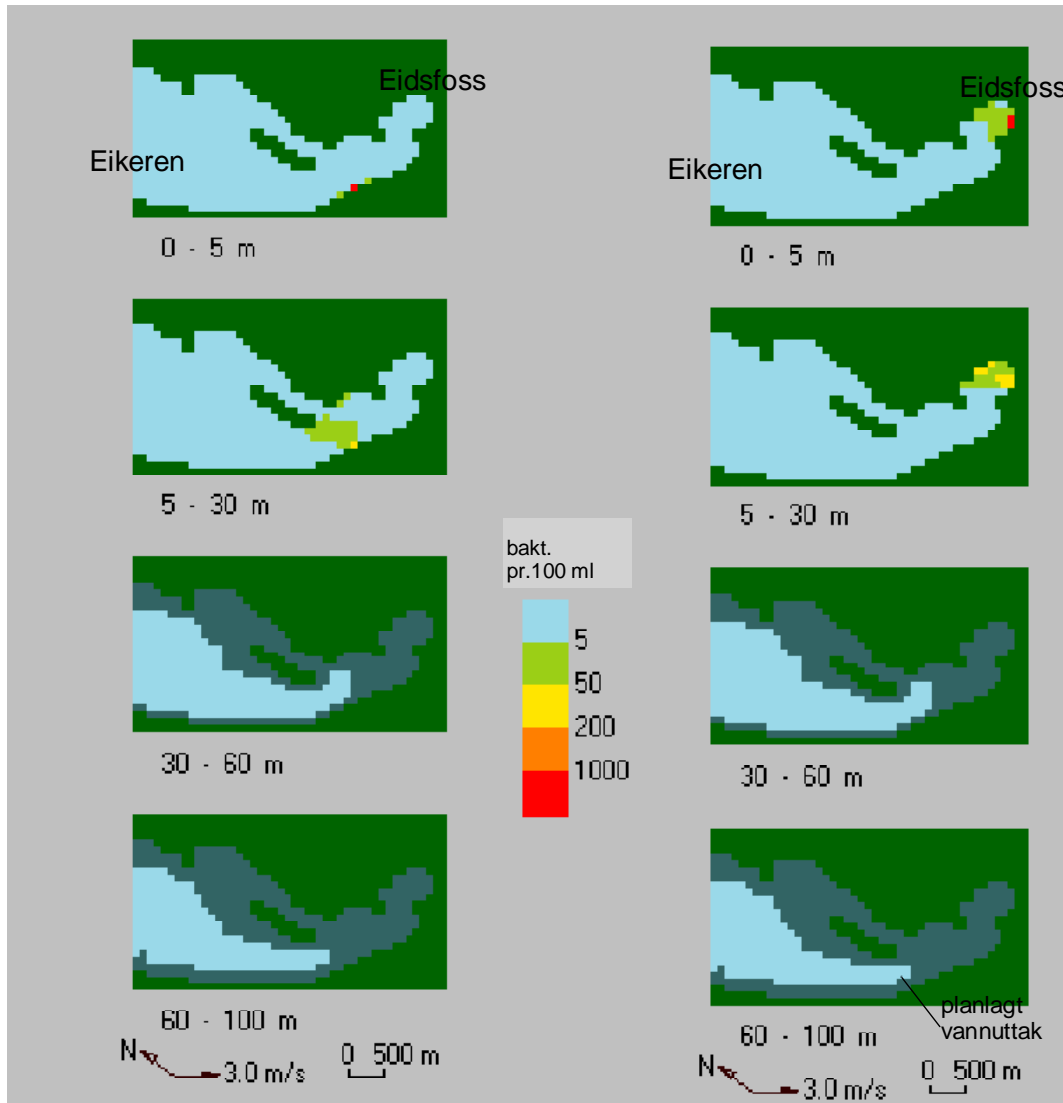 Eidsfoss
Eikeren
0 - 5 m
5 - 30 m
30 - 60 m
60 - 100 m
N
3.0 m/s
0 500 m
bakt.
pr.100 ml
5
50
200
1000
Eidsfoss
Eikeren
0 - 5 m
5 - 30 m
30 - 60 m
60 - 100 m
planlagt
vannuttak
N
3.0 m/s
0 500 m